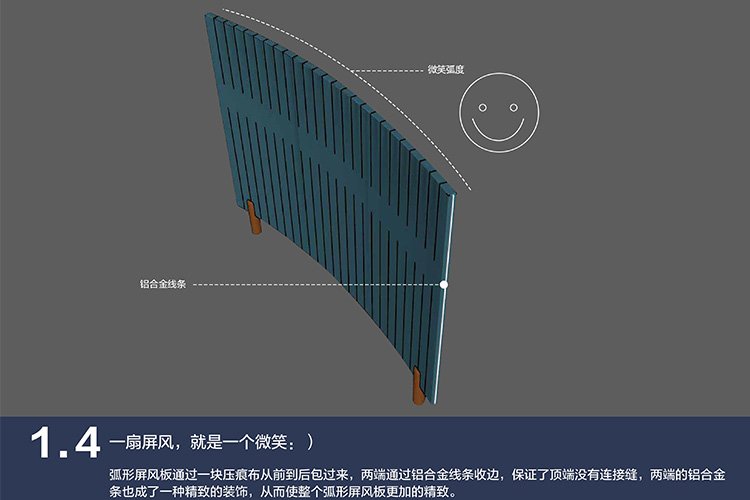 微笑弧度
铝合金线条
1.4 一扇屏风，就是一个微笑：）
弧形屏风板通过一块压痕布从前到后包过来，两端通过铝合金线条收边，保证了顶端没有连接缝，两端的铝合金
条也成了一种精致的装饰，从而使整个弧形屏风板更加的精致。